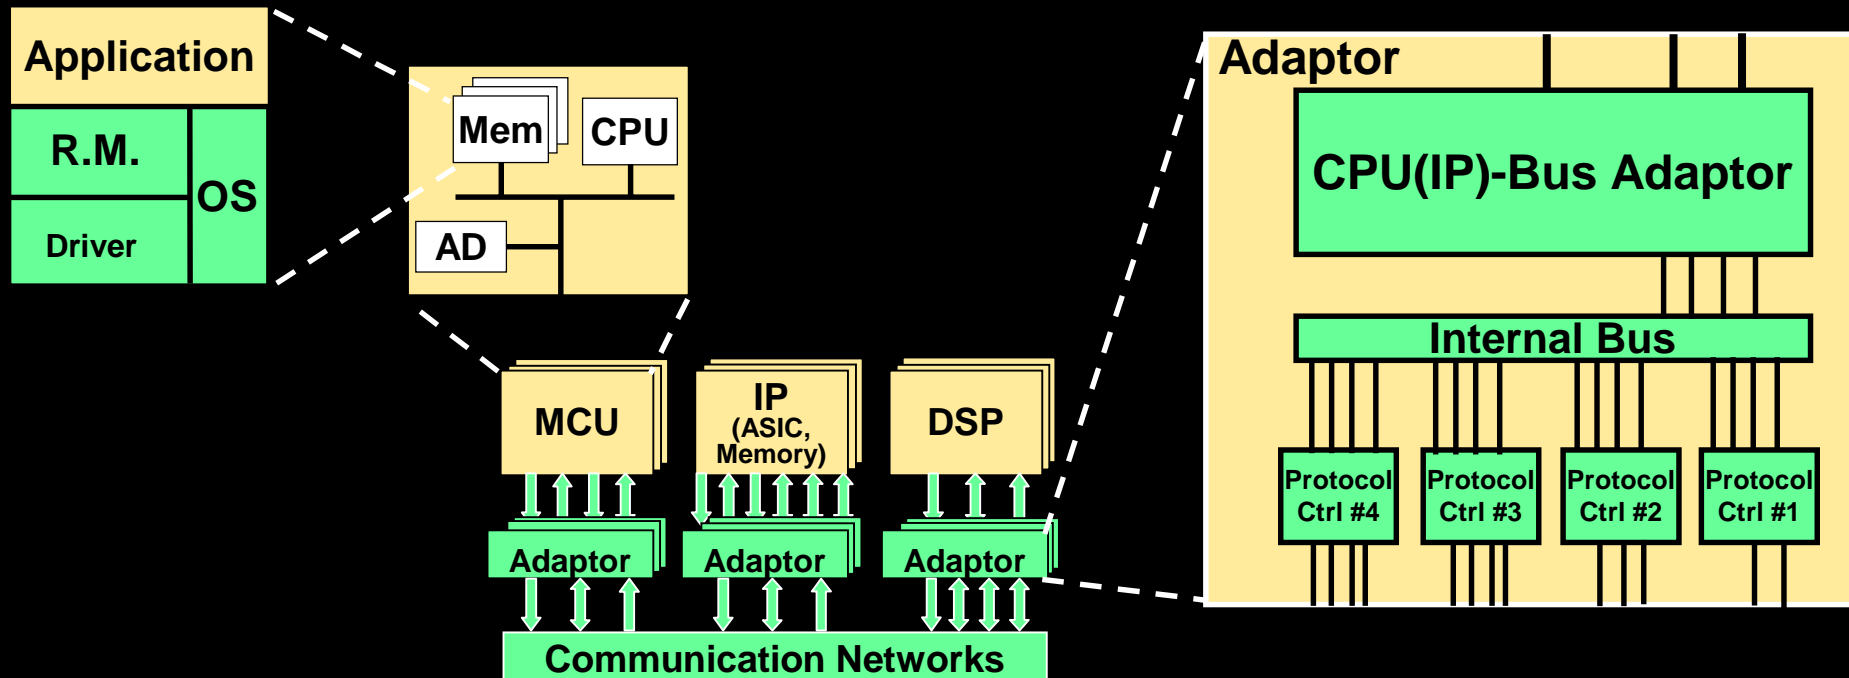 Application
R.M.
OS
Driver
Mem
CPU
AD
MCU
IP
(ASIC,
Memory)
DSP
Adaptor
Adaptor
Adaptor
Communication Networks
Adaptor
CPU(IP)-Bus Adaptor
Internal Bus
Protocol
Ctrl #4
Protocol
Ctrl #3
Protocol
Ctrl #2
Protocol
Ctrl #1